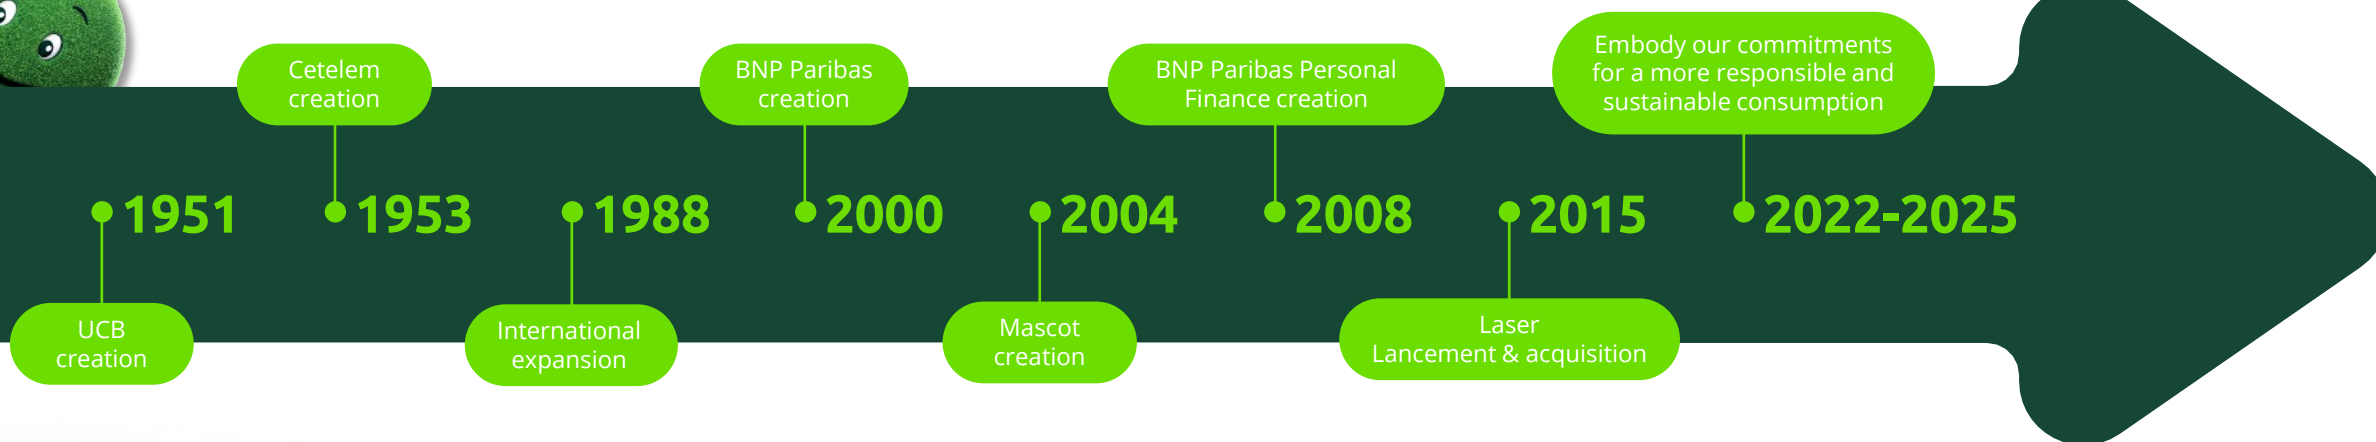 Cetelem
creation
BNP Paribas
creation
BNP Paribas Personal
Finance creation
Embody our commitments
for a more responsible and
sustainable consumption
1951
1953
1988
2000
2004
2008
2015
2022-2025
UCB
creation
International
expansion
Mascot
creation
Laser
Lancement & acquisition